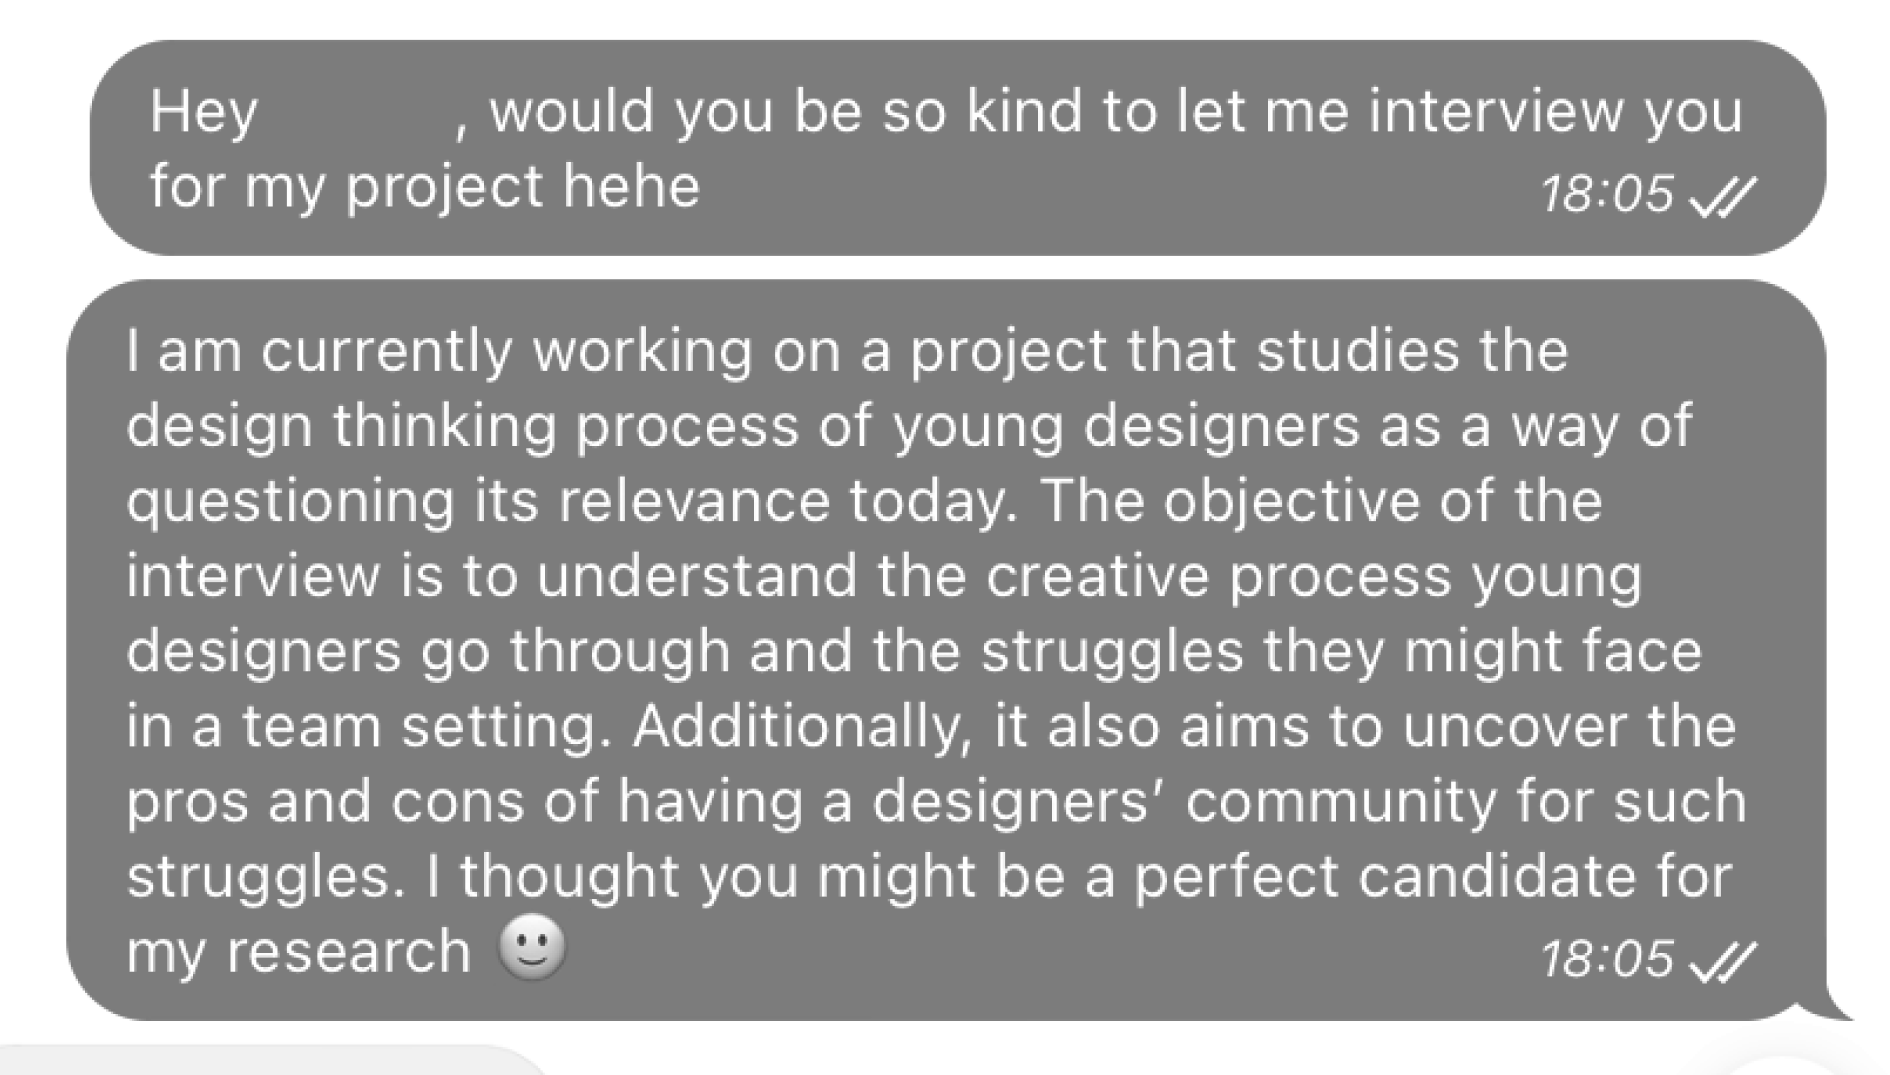 Hey , would you be so kind to let me interview you
for my project hehe
18:05
I am currently working on a project that studies the
design thinking process of young designers as a way of
questioning its relevance today. The objective of the
interview is to understand the creative process young
designers go through and the struggles they might face
in a team setting. Additionally, it also aims to uncover the
pros and cons of having a designers’ community for such
struggles. I thought you might be a perfect candidate for
my research 🙂
18:05